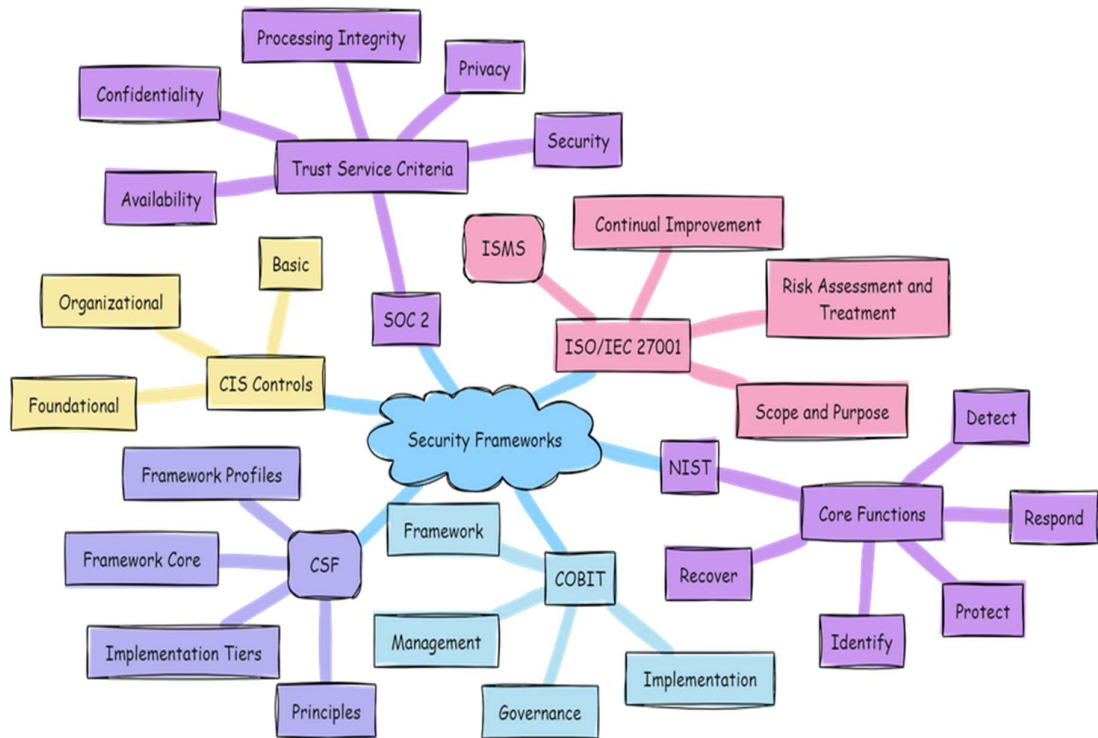 Processing Integrity
Privacy
Confidentiality
Security
Trust Service Criteria
Availability
Continual Improvement
ISMS
Basic
Risk Assessment and
Treatment
Organizational
SOC 2
ISO/IEC 27001
CIS Controls
Foundational
Scope and Purpose
Detect
Security Frameworks
NIST
Framework Profiles
Core Functions
Respond
Framework
Framework Core
CSF
COBIT
Recover
Protect
Management
Identify
Implementation Tiers
Implementation
Principles
Governance